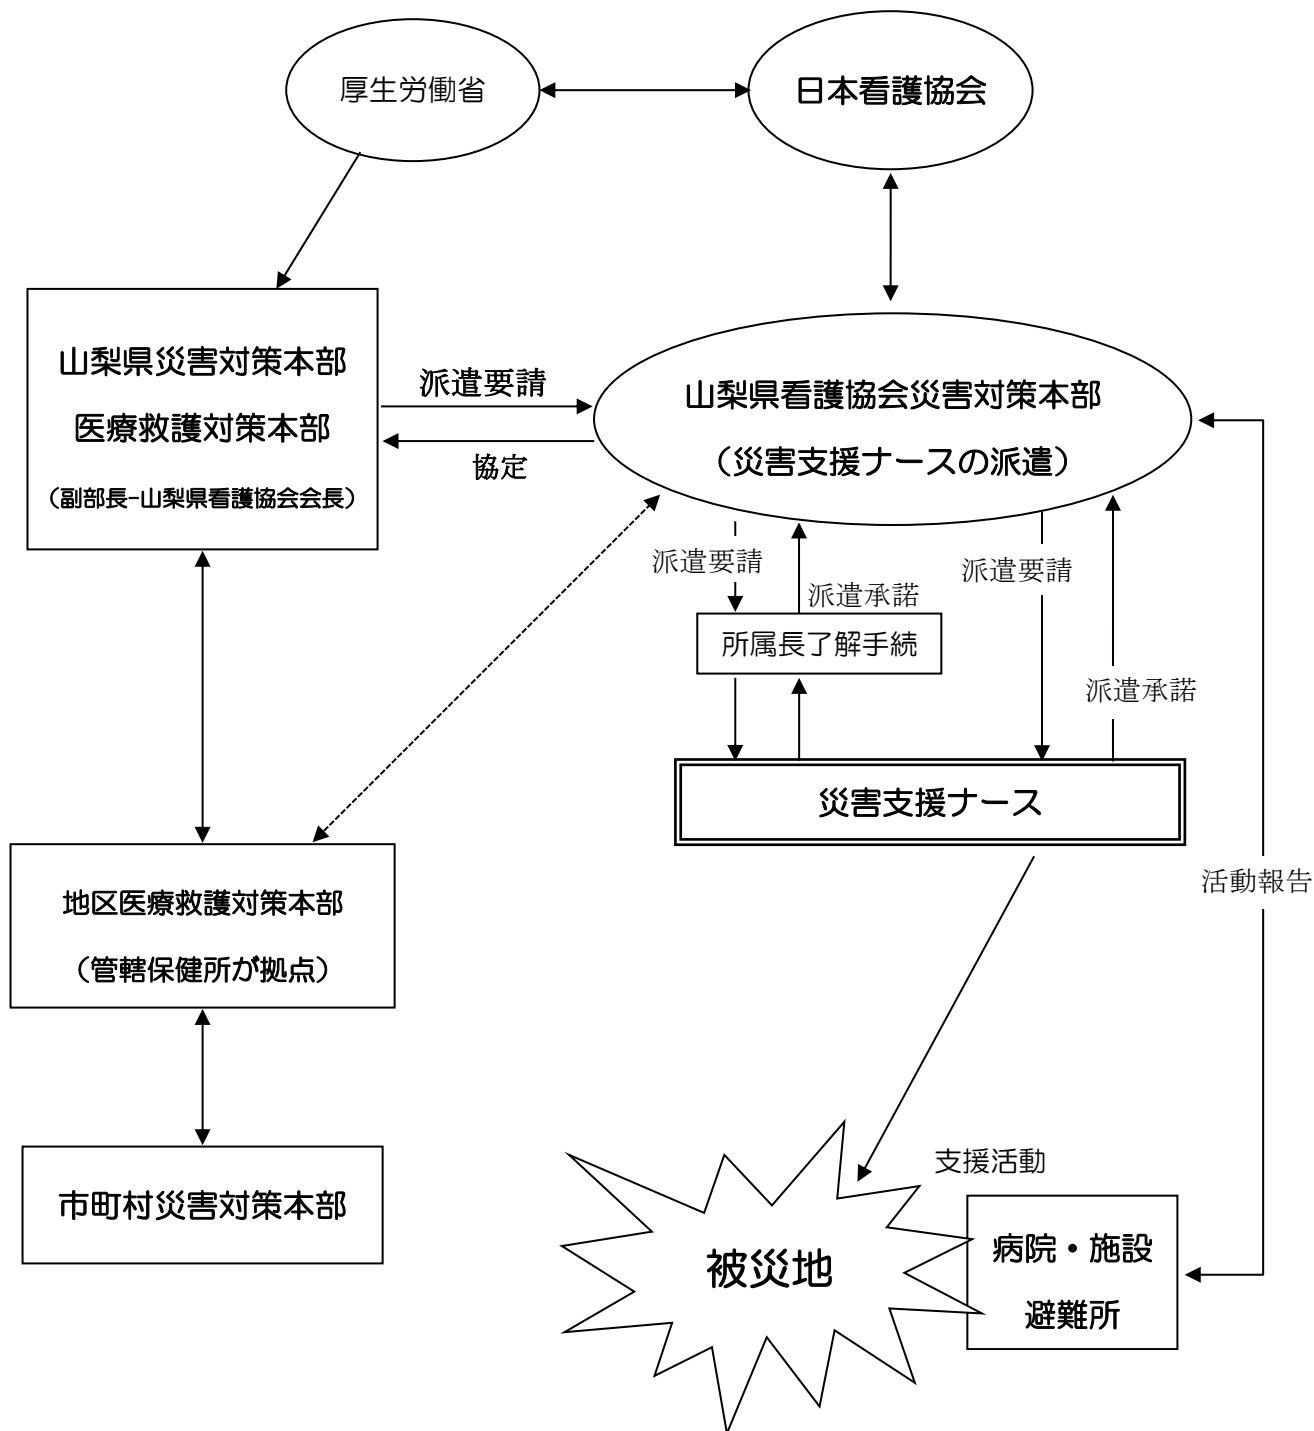 厚生労働省
日本看護協会
山梨県災害対策本部
医療救護対策本部
（副部長-山梨県看護協会会長）
派遣要請
協定
山梨県看護協会災害対策本部
（災害支援ナースの派遣）
派遣要請
派遣承諾
派遣要請
所属長了解手続
派遣承諾
災害支援ナース
地区医療救護対策本部
（管轄保健所が拠点）
活動報告
市町村災害対策本部
支援活動
被災地
病院・施設
避難所